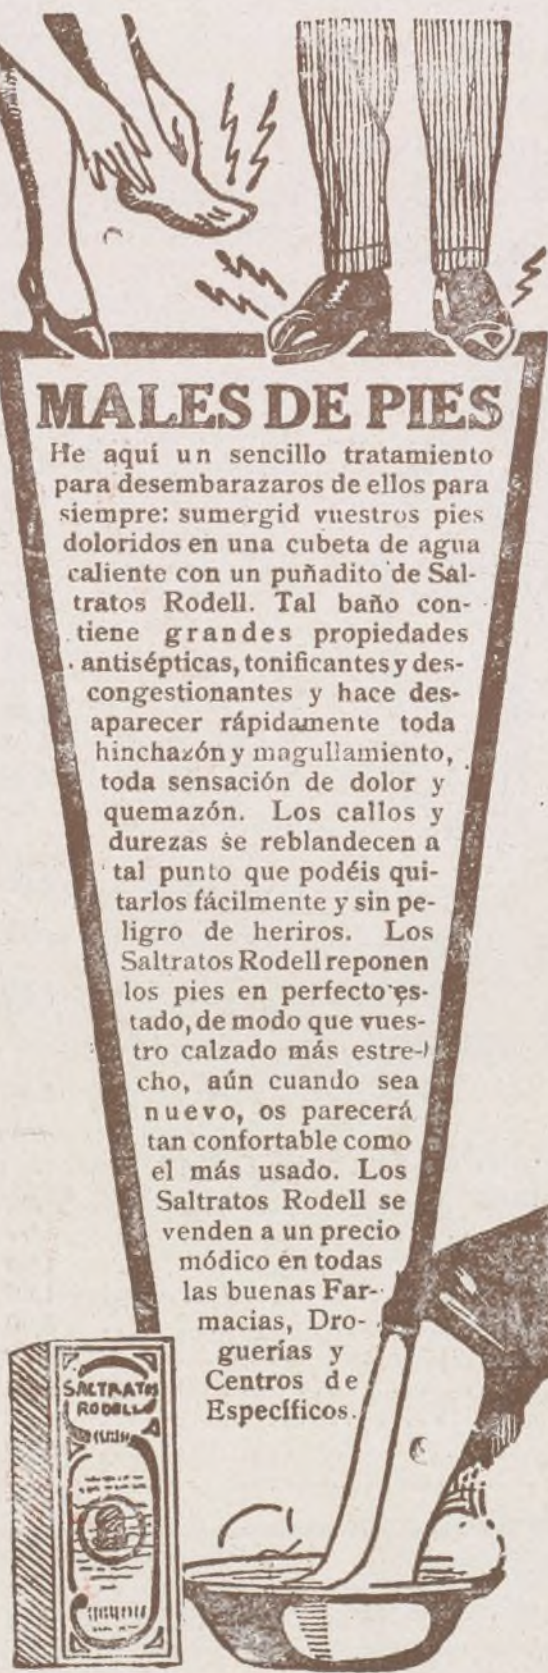 MALES DE PIES
He aquí un sencillo tratamiento
para desembarazaros de ellos para
siempre: sumergid vuestros pies
doloridos en una cubeta de agua
caliente con un puñadito de Sal-
tratos Rodell. Tal baño con-
tiene grandes propiedades
antisépticas, tonificantes y des-
congestionantes y hace des-
aparecer rápidamente toda
hinchazón y magullamiento,
toda sensación de dolor y
quemazón. Los callos y
durezas se reblandecen a
tal punto que podéis qui-
tarlos fácilmente y sin pe-
ligro de heriros. Los
Saltratos Rodell reponen
los pies en perfecto es-
tado, de modo que vues-
tro calzado más estre-
cho, aún cuando sea
nuevo, os parecerá
tan confortable como
el más usado. Los
Saltratos Rodell se
venden a un precio
módico en todas
las buenas Far-
macias, Dro-
guerías y
Centros de
Específicos.
SALTRATOS
RODELL